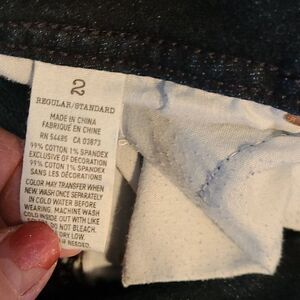 2
REGULAR/STANDARD
MADE IN CHINA
FABRIQUÉ EN CHINE
RN 54485 CA 03873
99% COTTON 1% SPANDEX
EXCLUSIVE OF DECORATION
99% COTON 1% SPANDEX
SANS LES DÉCORATIONS
COLOR MAY TRANSFER WHEN
NEW. WASH ONCE SEPARATELY
IN COLD WATER BEFORE
WEARING. MACHINE WASH
COLD INSIDE OUT WITH LIKE
DO NOT BLEACH.
DRY LOW.
NEEDED.